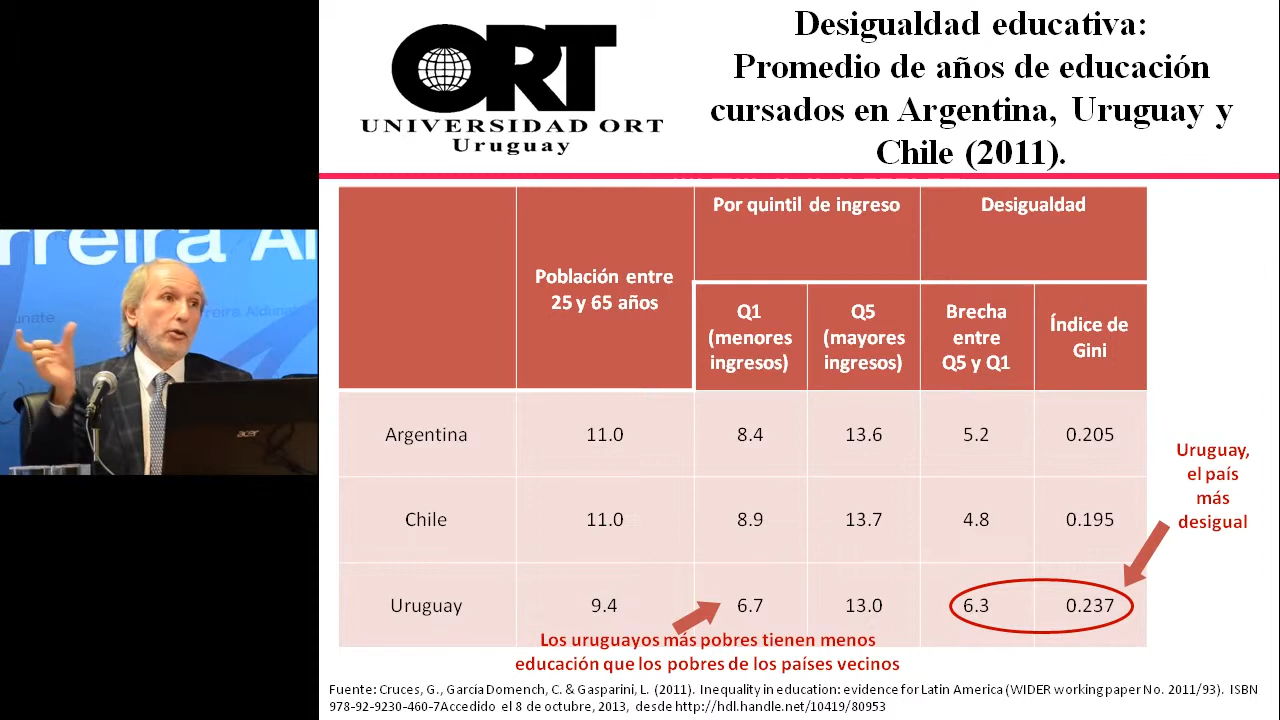 ORT
UNIVERSIDAD ORT
Uruguay
Desigualdad educativa:
Promedio de años de educación
cursados en Argentina, Uruguay y
Chile (2011).
Población entre
25 y 65 años
Por quintil de ingreso
Desigualdad
Q1
(menores
ingresos)
Q5
(mayores
ingresos)
Brecha
entre
Q5 y Q1
Índice de
Gini
Argentina 11.0 8.4 13.6 5.2 0.205
Chile 11.0 8.9 13.7 4.8 0.195
Uruguay 9.4 6.7 13.0 6.3 0.237
Uruguay,
el país
más
desigual
Los uruguayos más pobres tienen menos
educación que los pobres de los países vecinos
Fuente: Cruces, G., García Domench, C. & Gasparini, L. (2011). Inequality in education: evidence for Latin America (WIDER working paper No. 2011/93). ISBN
978-92-9230-460-7Accedido el 8 de octubre, 2013, desde http://hdl.handle.net/10419/80953
rreira Al
unate
reira Aldun
acer